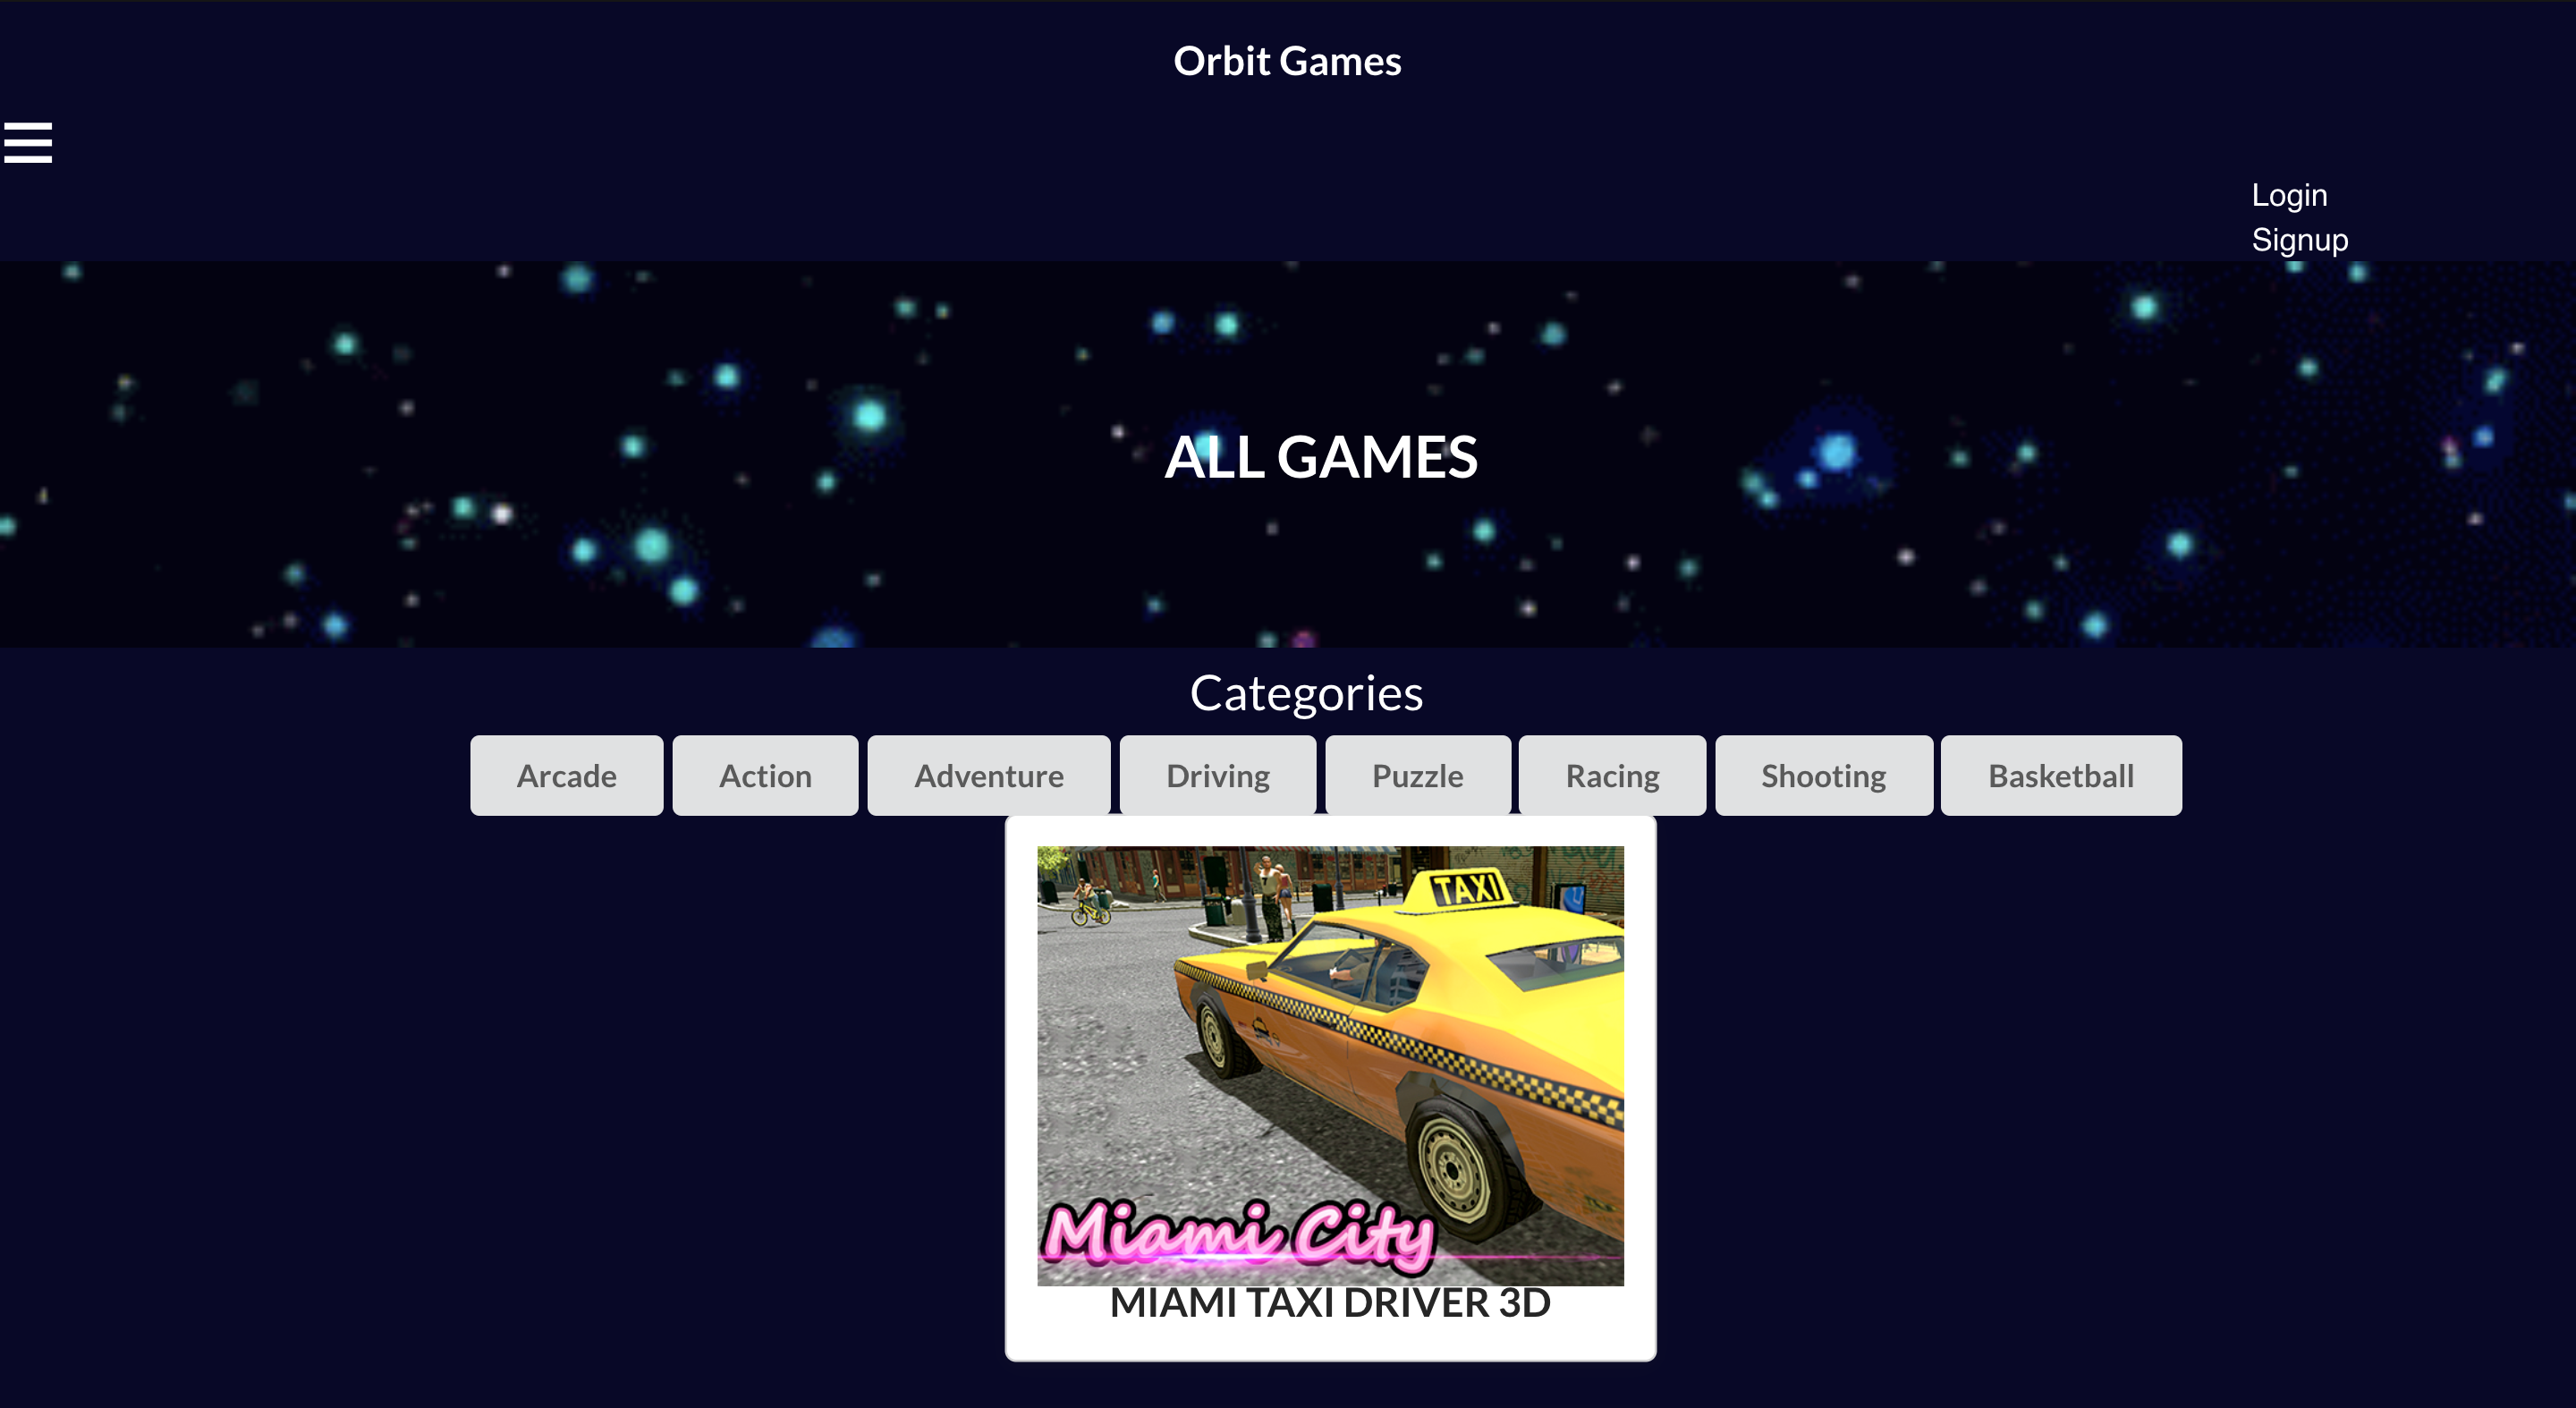 Orbit Games
Login
Signup
ALL GAMES
Categories
Arcade Action Adventure Driving Puzzle Racing Shooting Basketball
TAXI
Miami City
MIAMI TAXI DRIVER 3D